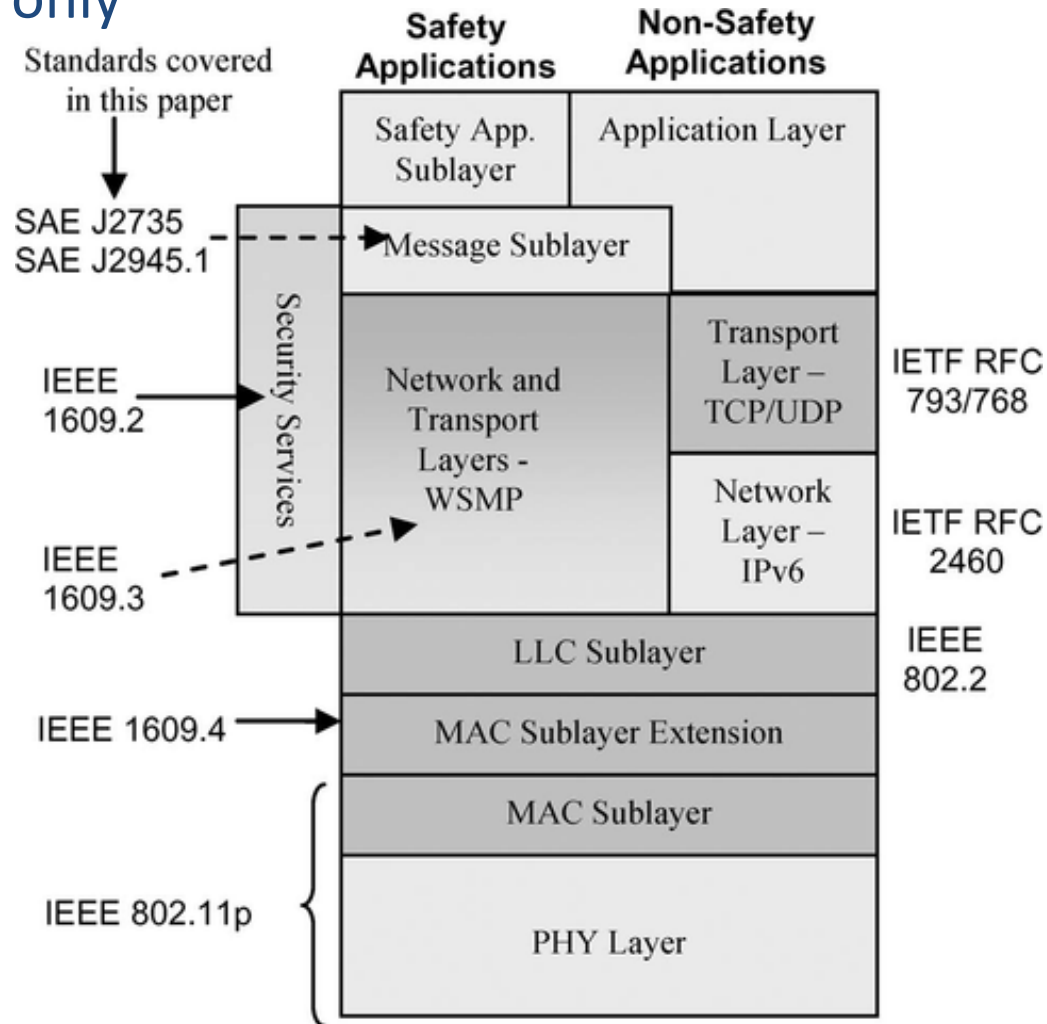 only
Safety
Applications
Non-Safety
Applications
Standards covered
in this paper
Safety App.
Sublayer
Application Layer
SAE J2735
SAE J2945.1
Message Sublayer
Security Services
IEEE
1609.2
Network and
Transport
Layers -
WSMP
Transport
Layer –
TCP/UDP
IETF RFC
793/768
Network
Layer –
IPv6
IETF RFC
2460
IEEE
1609.3
LLC Sublayer
IEEE
802.2
IEEE 1609.4
MAC Sublayer Extension
MAC Sublayer
IEEE 802.11p
PHY Layer